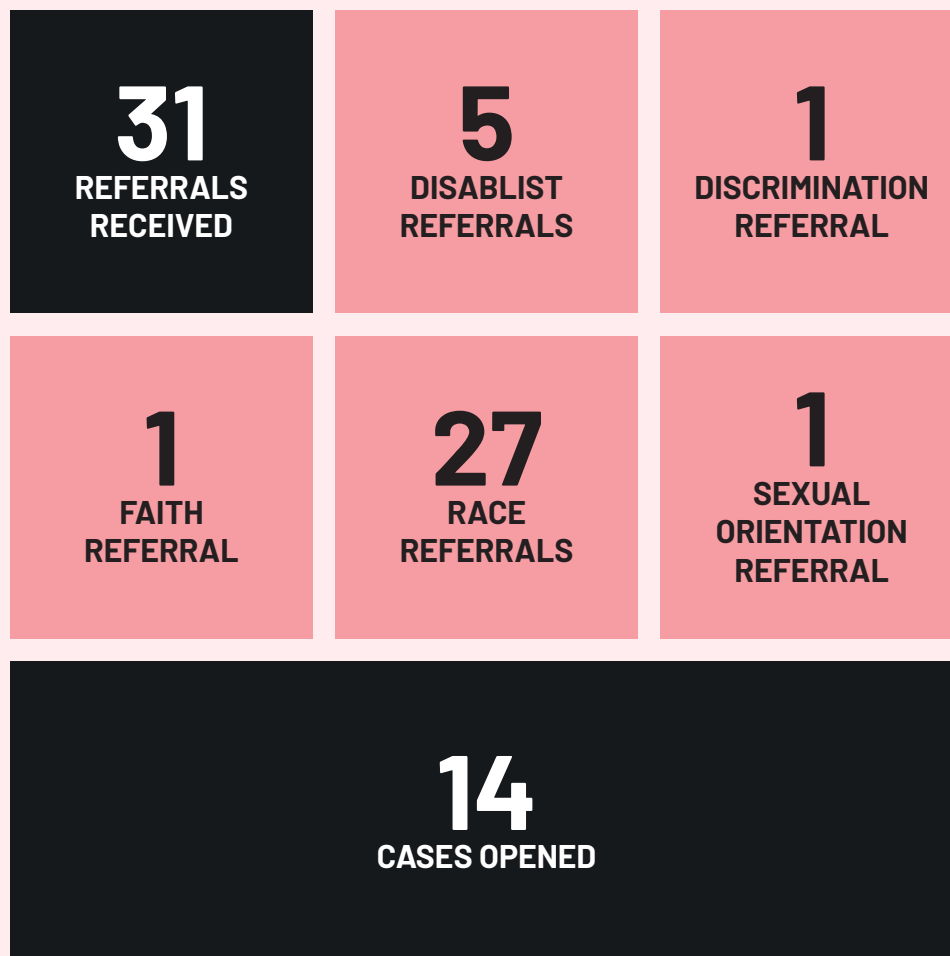 31
REFERRALS
RECEIVED
5
DISABLIST
REFERRALS
1
DISCRIMINATION
REFERRAL
1
FAITH
REFERRAL
27
RACE
REFERRALS
1
SEXUAL
ORIENTATION
REFERRAL
14
CASES OPENED